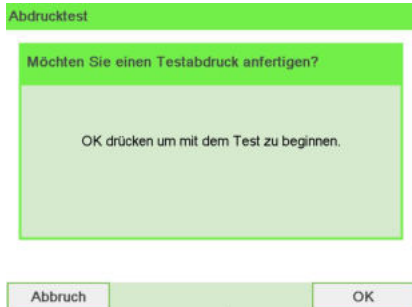 Abdrucktest
Möchten Sie einen Testabdruck anfertigen?
OK drücken um mit dem Test zu beginnen.
Abbruch OK